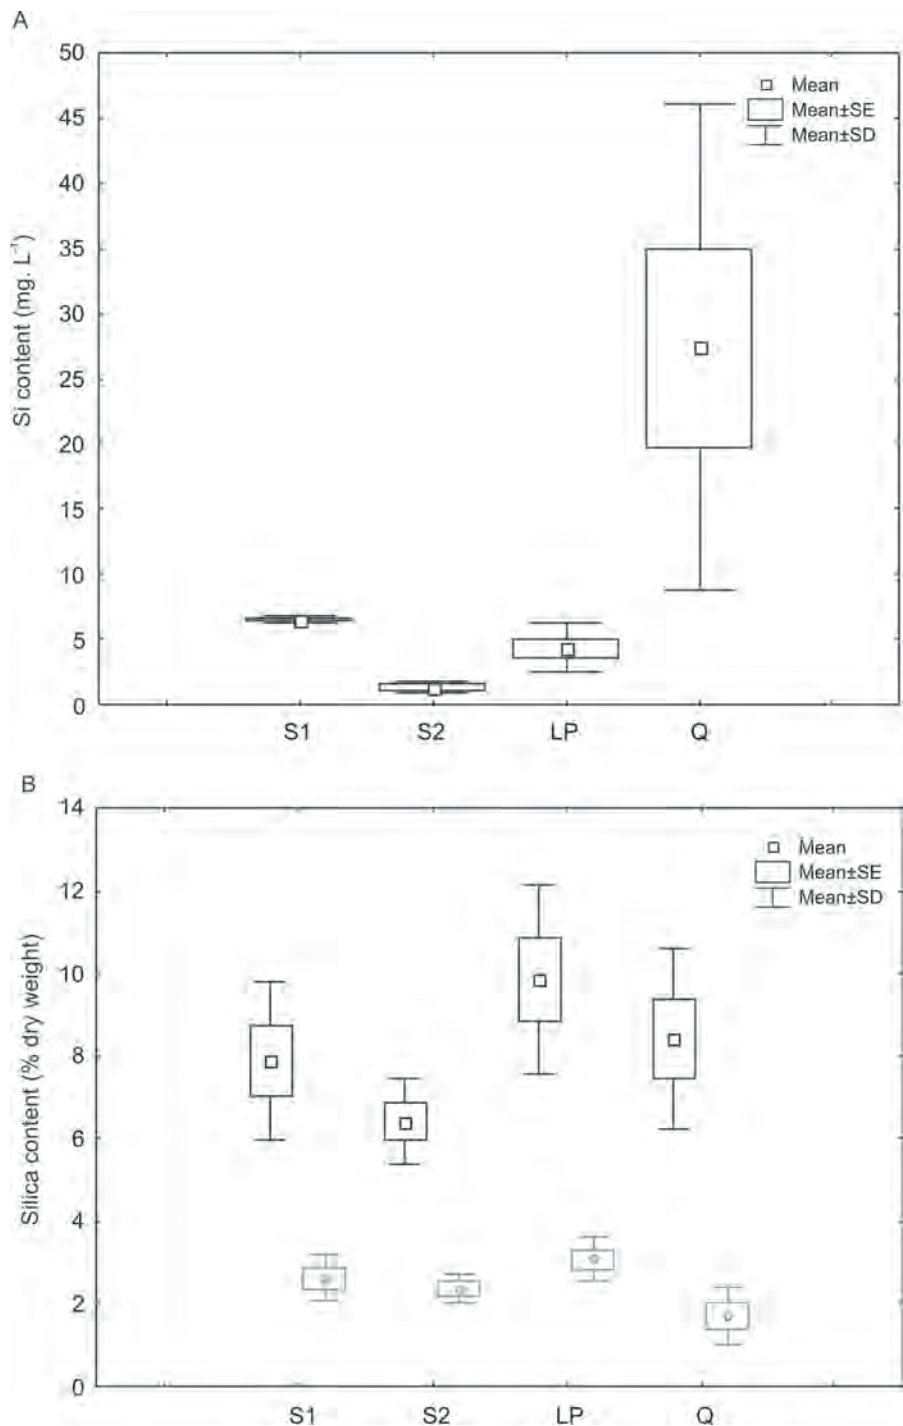 A
50
45
40
35
30
25
20
15
10
5
0
Si content (mg. L⁻¹)
Mean
Mean±SE
Mean±SD
S1 S2 LP Q
B
14
12
10
8
6
4
2
0
Silica content (% dry weight)
Mean
Mean±SE
Mean±SD
S1 S2 LP Q